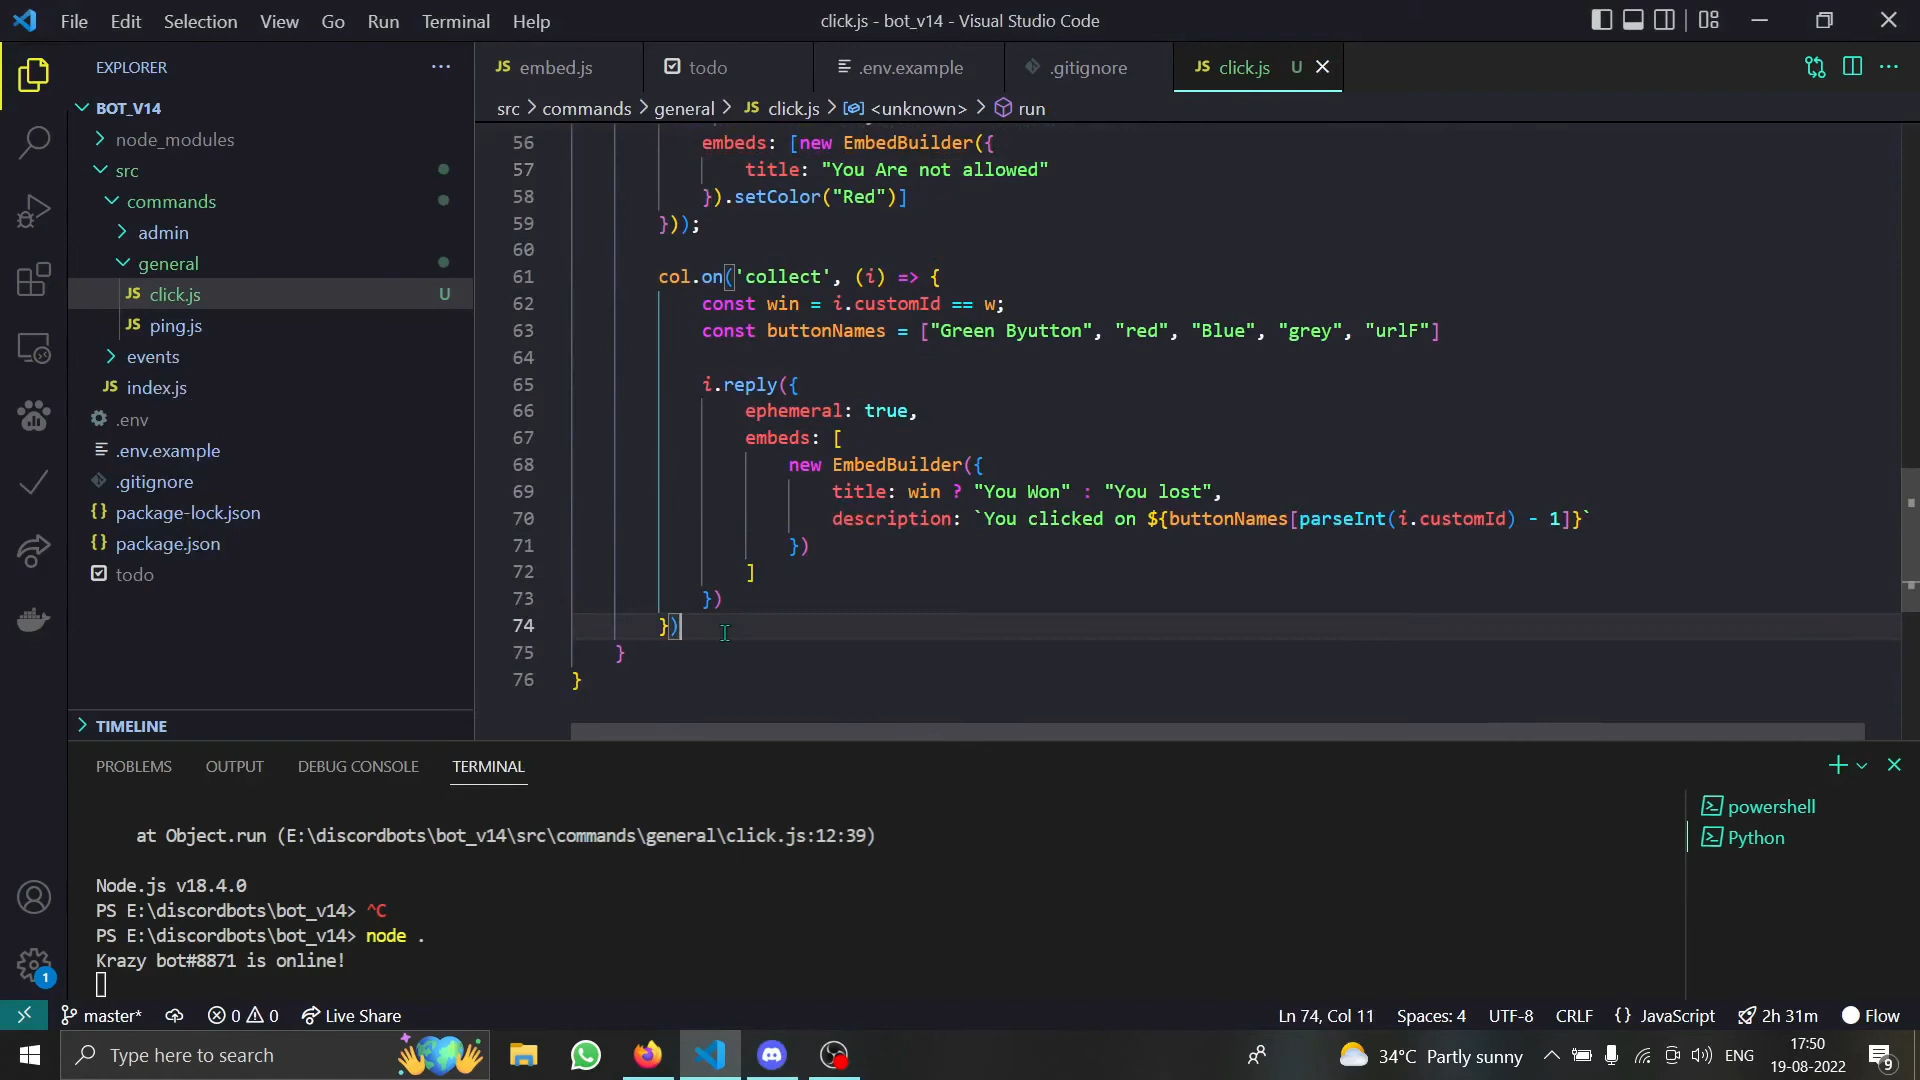 File Edit Selection View Go Run Terminal Help
click.js - bot_v14 - Visual Studio Code
EXPLORER
BOT_V14
node_modules
src
commands
admin
general
JS click.js U
JS ping.js
events
JS index.js
.env
.env.example
.gitignore
{} package-lock.json
{} package.json
todo
TIMELINE
JS embed.js
todo
.env.example
.gitignore
JS click.js U
src > commands > general > JS click.js > <unknown> > run
56 embeds: [new EmbedBuilder({
57 title: "You Are not allowed"
58 }).setColor("Red")]
59 }));
60
61 col.on('collect', (i) => {
62 const win = i.customId == w;
63 const buttonNames = ["Green Byutton", "red", "Blue", "grey", "urlF"]
64
65 i.reply({
66 ephemeral: true,
67 embeds: [
68 new EmbedBuilder({
69 title: win ? "You Won" : "You lost",
70 description: `You clicked on ${buttonNames[parseInt(i.customId) - 1]}`
71 })
72 ]
73 })
74 })
75 }
76 }
PROBLEMS OUTPUT DEBUG CONSOLE TERMINAL
at Object.run (E:\discordbots\bot_v14\src\commands\general\click.js:12:39)
Node.js v18.4.0
PS E:\discordbots\bot_v14> ^C
PS E:\discordbots\bot_v14> node .
Krazy bot#8871 is online!
powershell
Python
1
master* 0 0 Live Share
Ln 74, Col 11 Spaces: 4 UTF-8 CRLF {} JavaScript 2h 31m Flow
Type here to search
34°C Partly sunny
ENG
17:50
19-08-2022
9